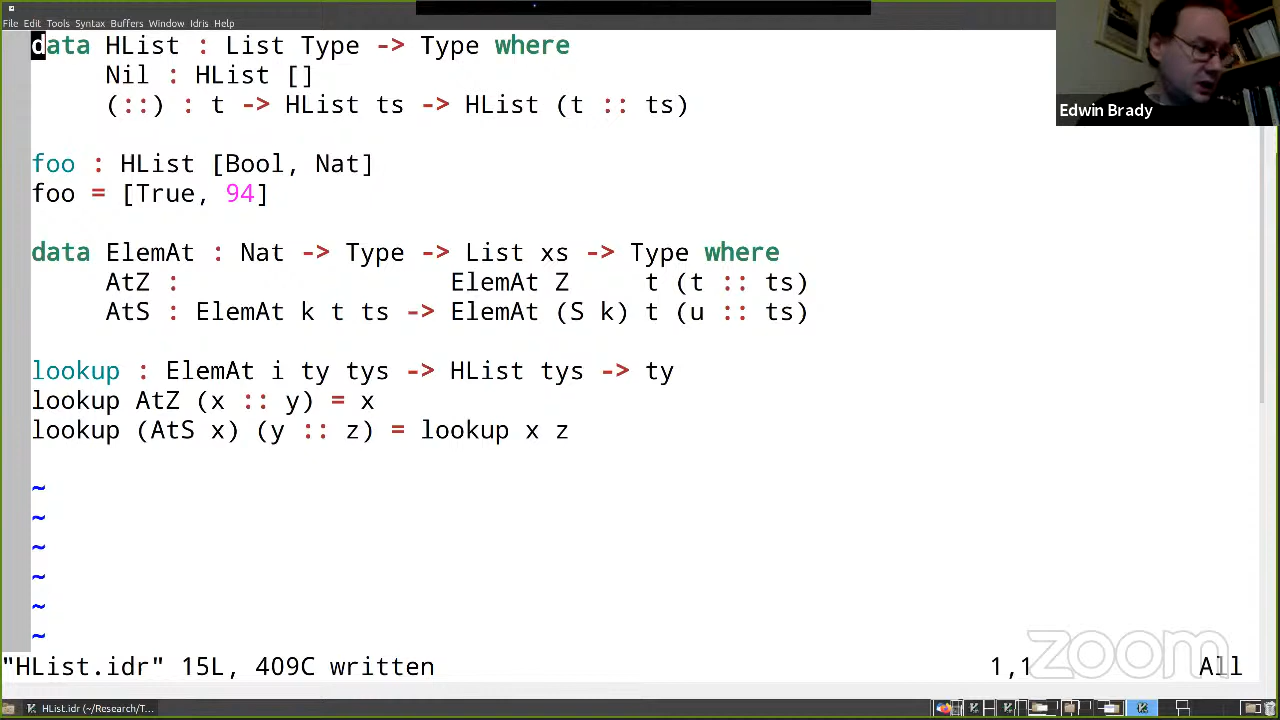 File Edit Tools Syntax Buffers Window Idris Help
data HList : List Type -> Type where
     Nil : HList []
     (::) : t -> HList ts -> HList (t :: ts)
Edwin Brady
foo : HList [Bool, Nat]
foo = [True, 94]
data ElemAt : Nat -> Type -> List xs -> Type where
     AtZ :                  ElemAt Z     t (t :: ts)
     AtS : ElemAt k t ts -> ElemAt (S k) t (u :: ts)
lookup : ElemAt i ty tys -> HList tys -> ty
lookup AtZ (x :: y) = x
lookup (AtS x) (y :: z) = lookup x z
~
~
~
~
~
~
"HList.idr" 15L, 409C written 1,1 All
zoom
HList.idr (~/Research/T...